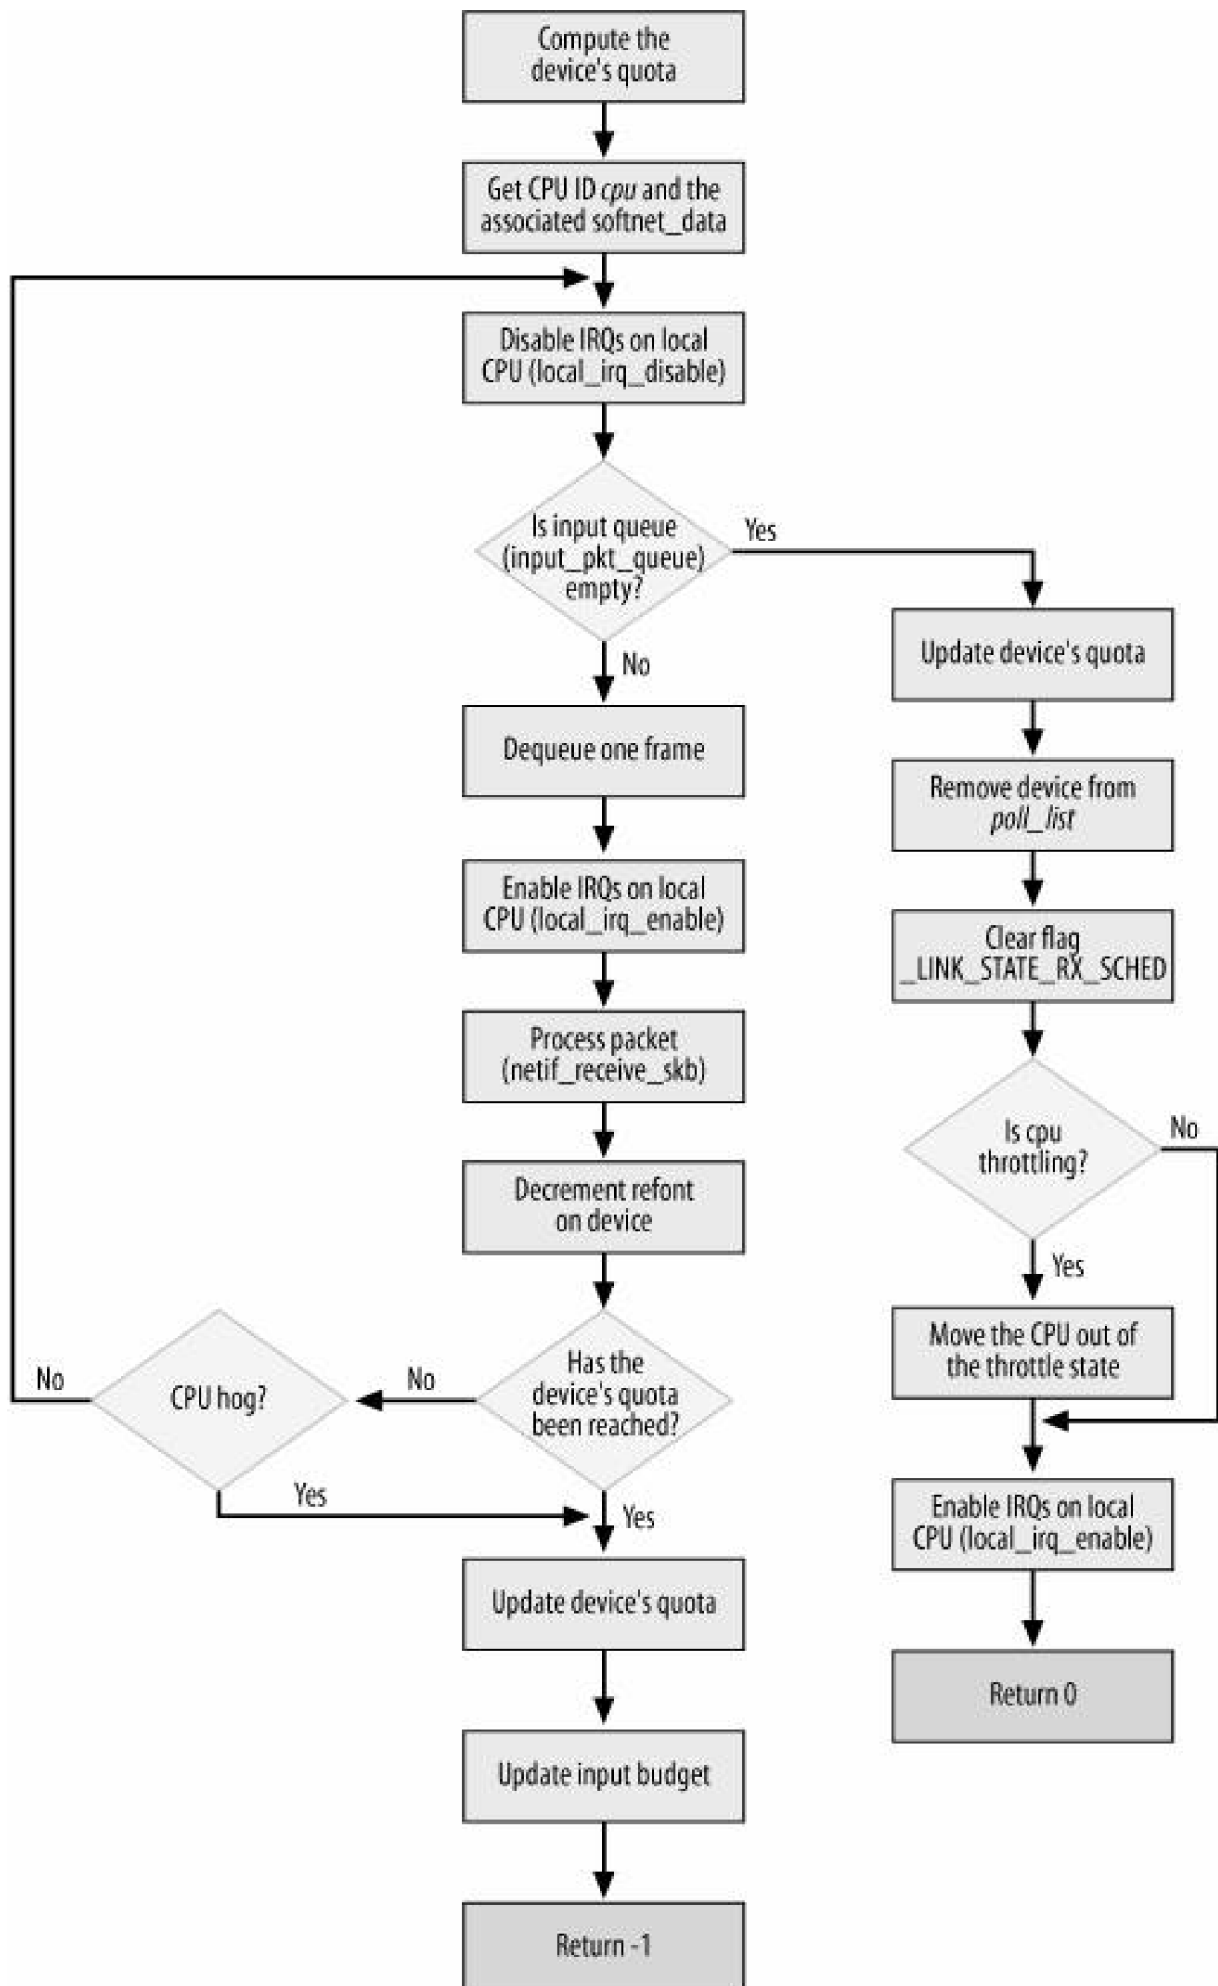 Compute the
device's quota
Get CPU ID cpu and the
associated softnet_data
Disable IRQs on local
CPU (local_irq_disable)
Is input queue
(input_pkt_queue)
empty?
Yes
No
Update device's quota
Dequeue one frame
Remove device from
poll_list
Enable IRQs on local
CPU (local_irq_enable)
Clear flag
_LINK_STATE_RX_SCHED
Process packet
(netif_receive_skb)
Is cpu
throttling?
No
Yes
Decrement refont
on device
Move the CPU out of
the throttle state
Has the
device's quota
been reached?
No
CPU hog?
No
Yes
Yes
Enable IRQs on local
CPU (local_irq_enable)
Update device's quota
Return 0
Update input budget
Return -1